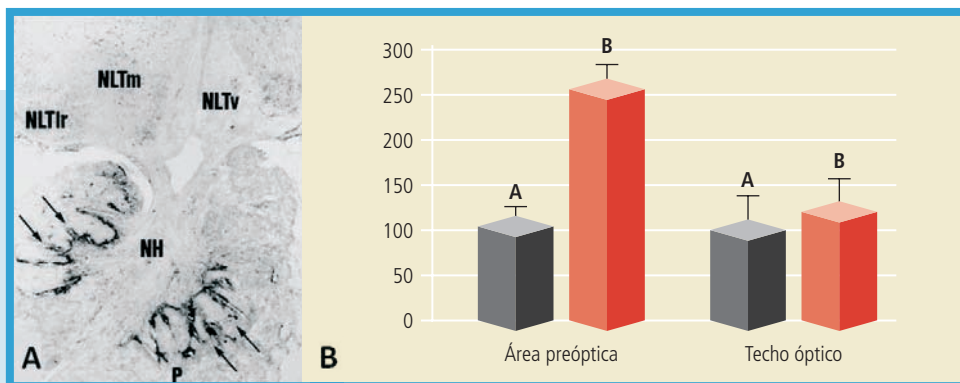 NLTm
NLTv
NLTlr
NH
P
A
B
300
250
200
150
100
50
0
A
B
A
B
Área preóptica
Techo óptico